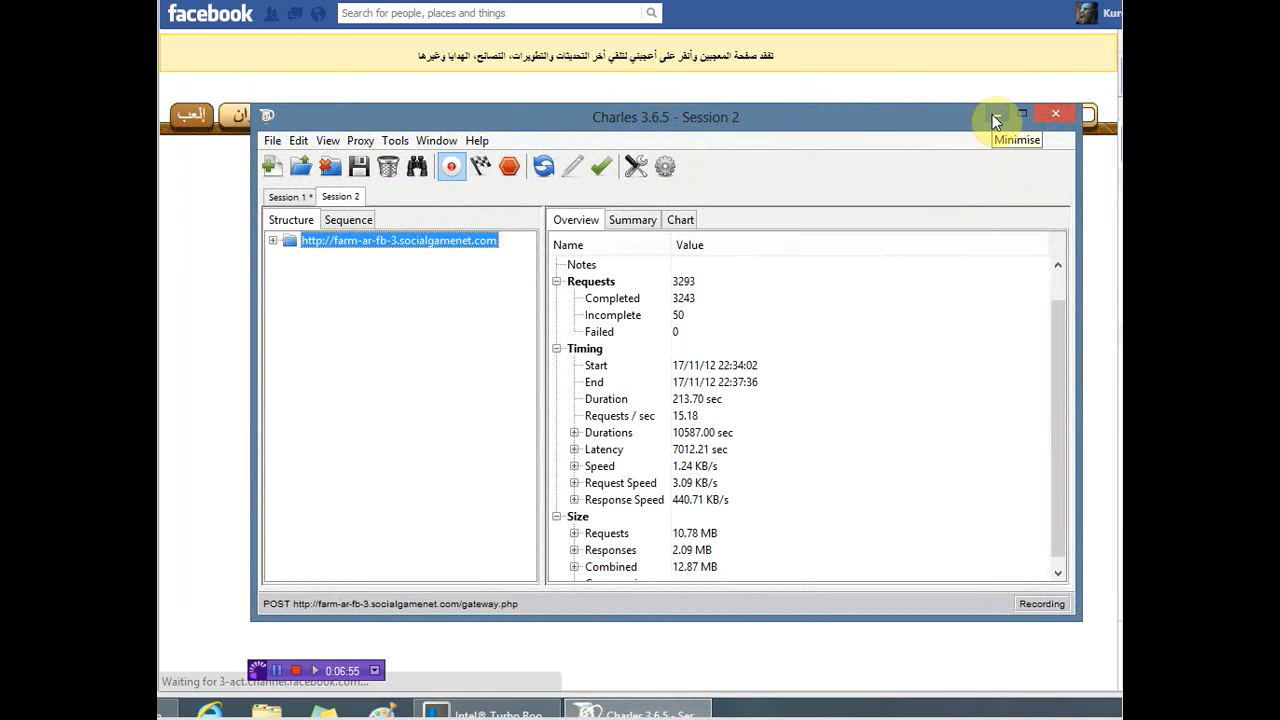 facebook
Search for people, places and things
Kur
تفقد صفحة المعجبين وأنقر على أعجبني لتلقي أخر التحديثات والتطويرات، النصائح، الهدايا وغيرها
إلعب
ان
Charles 3.6.5 - Session 2
Minimise
File Edit View Proxy Tools Window Help
Session 1 * Session 2
Structure Sequence
Overview Summary Chart
http://farm-ar-fb-3.socialgamenet.com
Name Value
Notes
Requests 3293
Completed 3243
Incomplete 50
Failed 0
Timing
Start 17/11/12 22:34:02
End 17/11/12 22:37:36
Duration 213.70 sec
Requests / sec 15.18
Durations 10587.00 sec
Latency 7012.21 sec
Speed 1.24 KB/s
Request Speed 3.09 KB/s
Response Speed 440.71 KB/s
Size
Requests 10.78 MB
Responses 2.09 MB
Combined 12.87 MB
POST http://farm-ar-fb-3.socialgamenet.com/gateway.php
Recording
0:06:55
Waiting for 3-act.channel.facebook.com...
Intel® Turbo Boo...
Charles 3.6.5 - Ses...